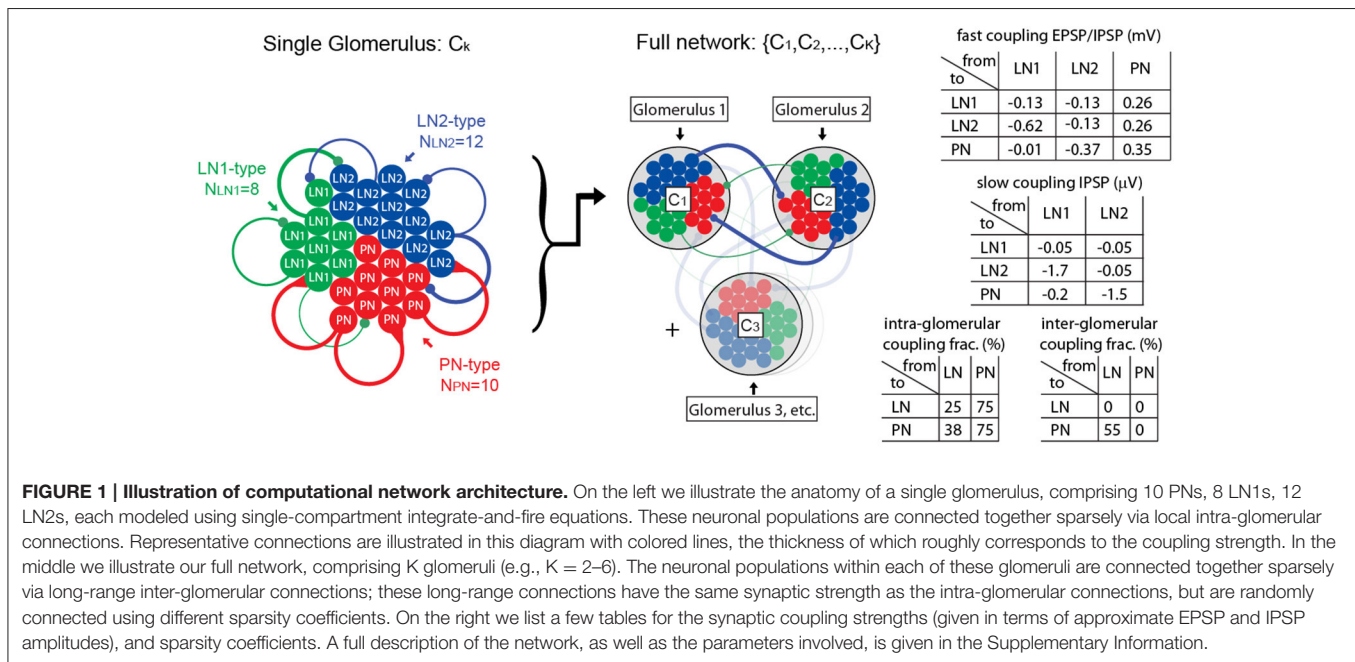 Single Glomerulus: Ck
LN2-type
NLN2=12
LN1-type
NLN1=8
LN2 LN2
LN1 LN2 LN2
LN2 LN2
LN1 LN2 LN2
LN1 LN1 LN2 LN2 LN2
LN1 PN LN2 LN2
LN1 LN1 PN PN LN2
LN1 PN PN
PN PN PN
PN PN
PN-type
NPN=10
Full network: {C1,C2,...,CK}
Glomerulus 1
Glomerulus 2
C1
C2
+
C3
Glomerulus 3, etc.
fast coupling EPSP/IPSP (mV)
from
to
LN1 LN2 PN
LN1 -0.13 -0.13 0.26
LN2 -0.62 -0.13 0.26
PN -0.01 -0.37 0.35
slow coupling IPSP (μV)
from
to
LN1 LN2
LN1 -0.05 -0.05
LN2 -1.7 -0.05
PN -0.2 -1.5
intra-glomerular
coupling frac. (%)
from
to
LN PN
LN 25 75
PN 38 75
inter-glomerular
coupling frac. (%)
from
to
LN PN
LN 0 0
PN 55 0
FIGURE 1 | Illustration of computational network architecture. On the left we illustrate the anatomy of a single glomerulus, comprising 10 PNs, 8 LN1s, 12
LN2s, each modeled using single-compartment integrate-and-fire equations. These neuronal populations are connected together sparsely via local intra-glomerular
connections. Representative connections are illustrated in this diagram with colored lines, the thickness of which roughly corresponds to the coupling strength. In the
middle we illustrate our full network, comprising K glomeruli (e.g., K = 2–6). The neuronal populations within each of these glomeruli are connected together sparsely
via long-range inter-glomerular connections; these long-range connections have the same synaptic strength as the intra-glomerular connections, but are randomly
connected using different sparsity coefficients. On the right we list a few tables for the synaptic coupling strengths (given in terms of approximate EPSP and IPSP
amplitudes), and sparsity coefficients. A full description of the network, as well as the parameters involved, is given in the Supplementary Information.